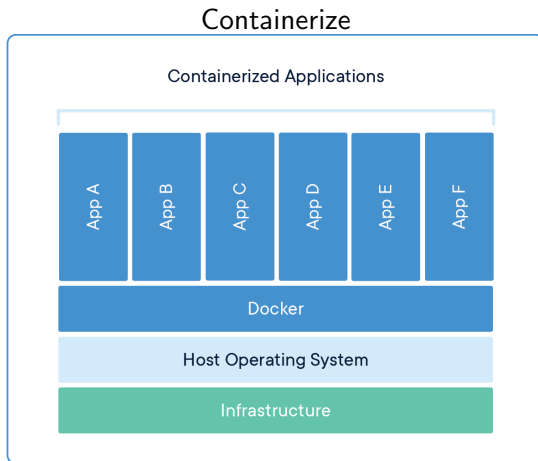 Containerize
Containerized Applications
App A
App B
App C
App D
App E
App F
Docker
Host Operating System
Infrastructure